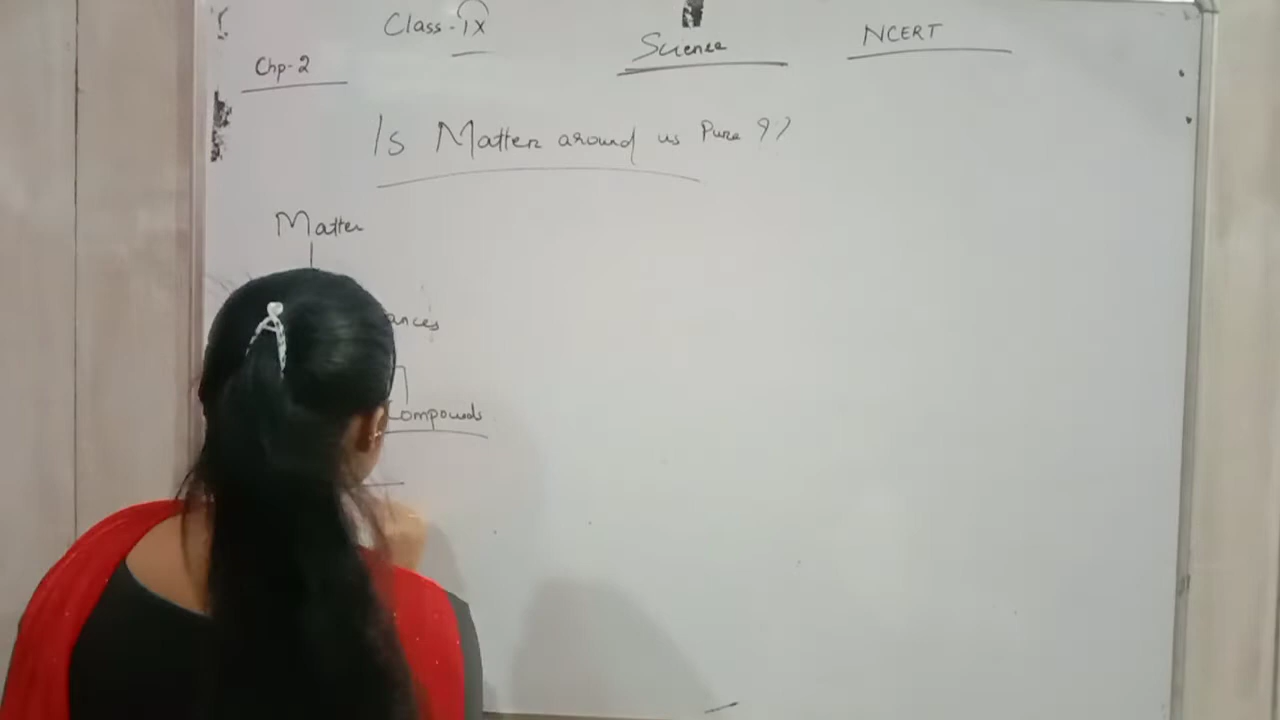 Class-IX Science NCERT
Chp-2
Is Matter around us Pure ??
Matter
ances
Compounds